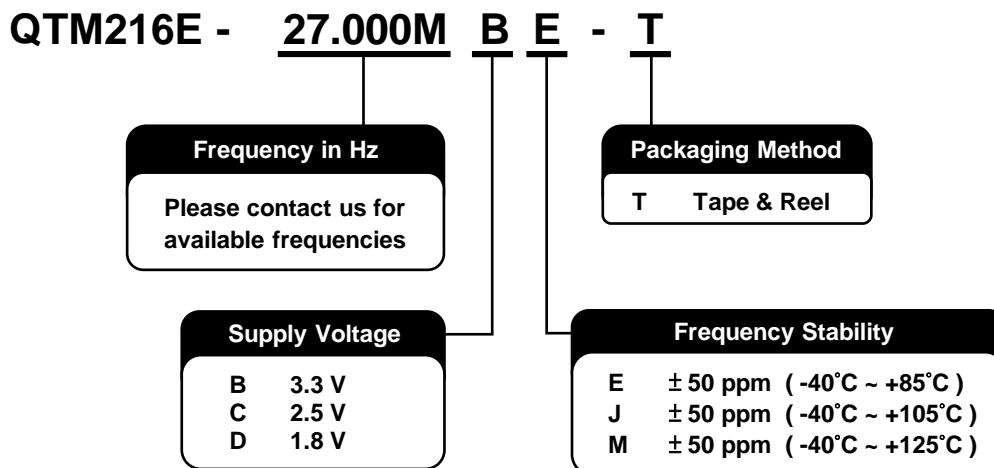 QTM216E - 27.000M B E - T
Frequency in Hz
Please contact us for
available frequencies
Packaging Method
T Tape & Reel
Supply Voltage
B 3.3 V
C 2.5 V
D 1.8 V
Frequency Stability
E ± 50 ppm ( -40°C ~ +85°C )
J ± 50 ppm ( -40°C ~ +105°C )
M ± 50 ppm ( -40°C ~ +125°C )